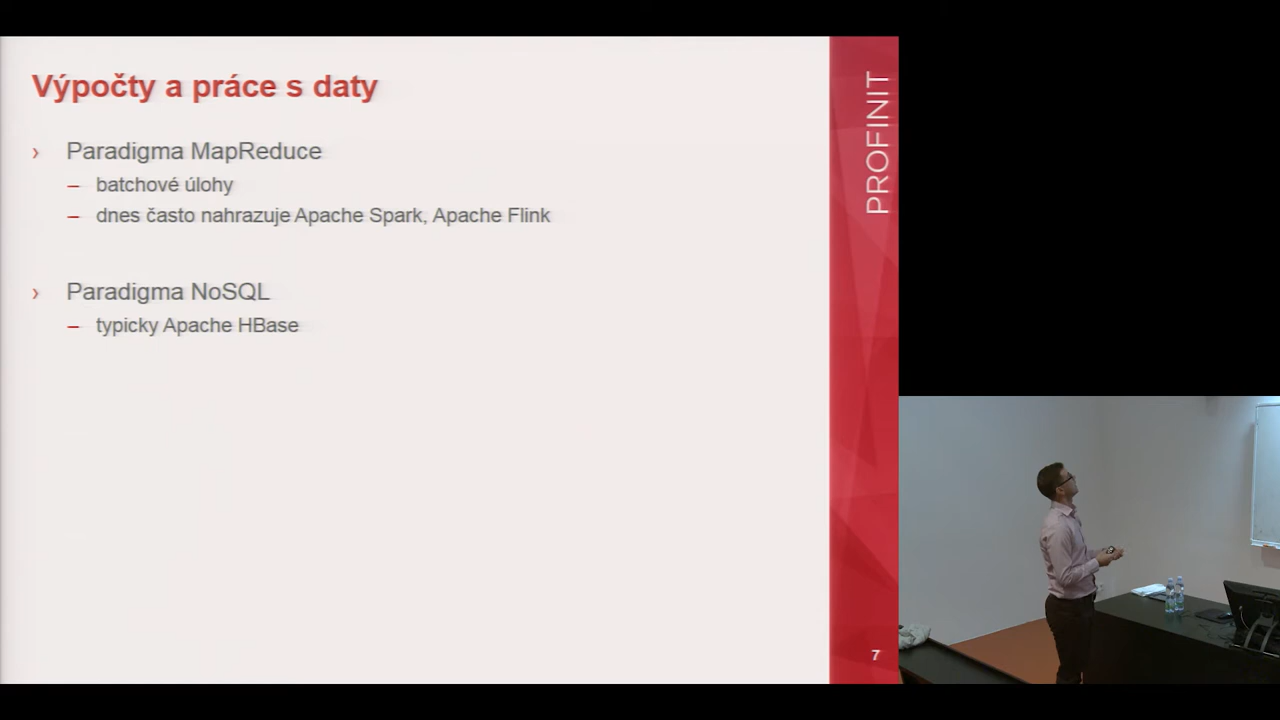 Výpočty a práce s daty
› Paradigma MapReduce
– batchové úlohy
– dnes často nahrazuje Apache Spark, Apache Flink
› Paradigma NoSQL
– typicky Apache HBase
PROFINIT
7